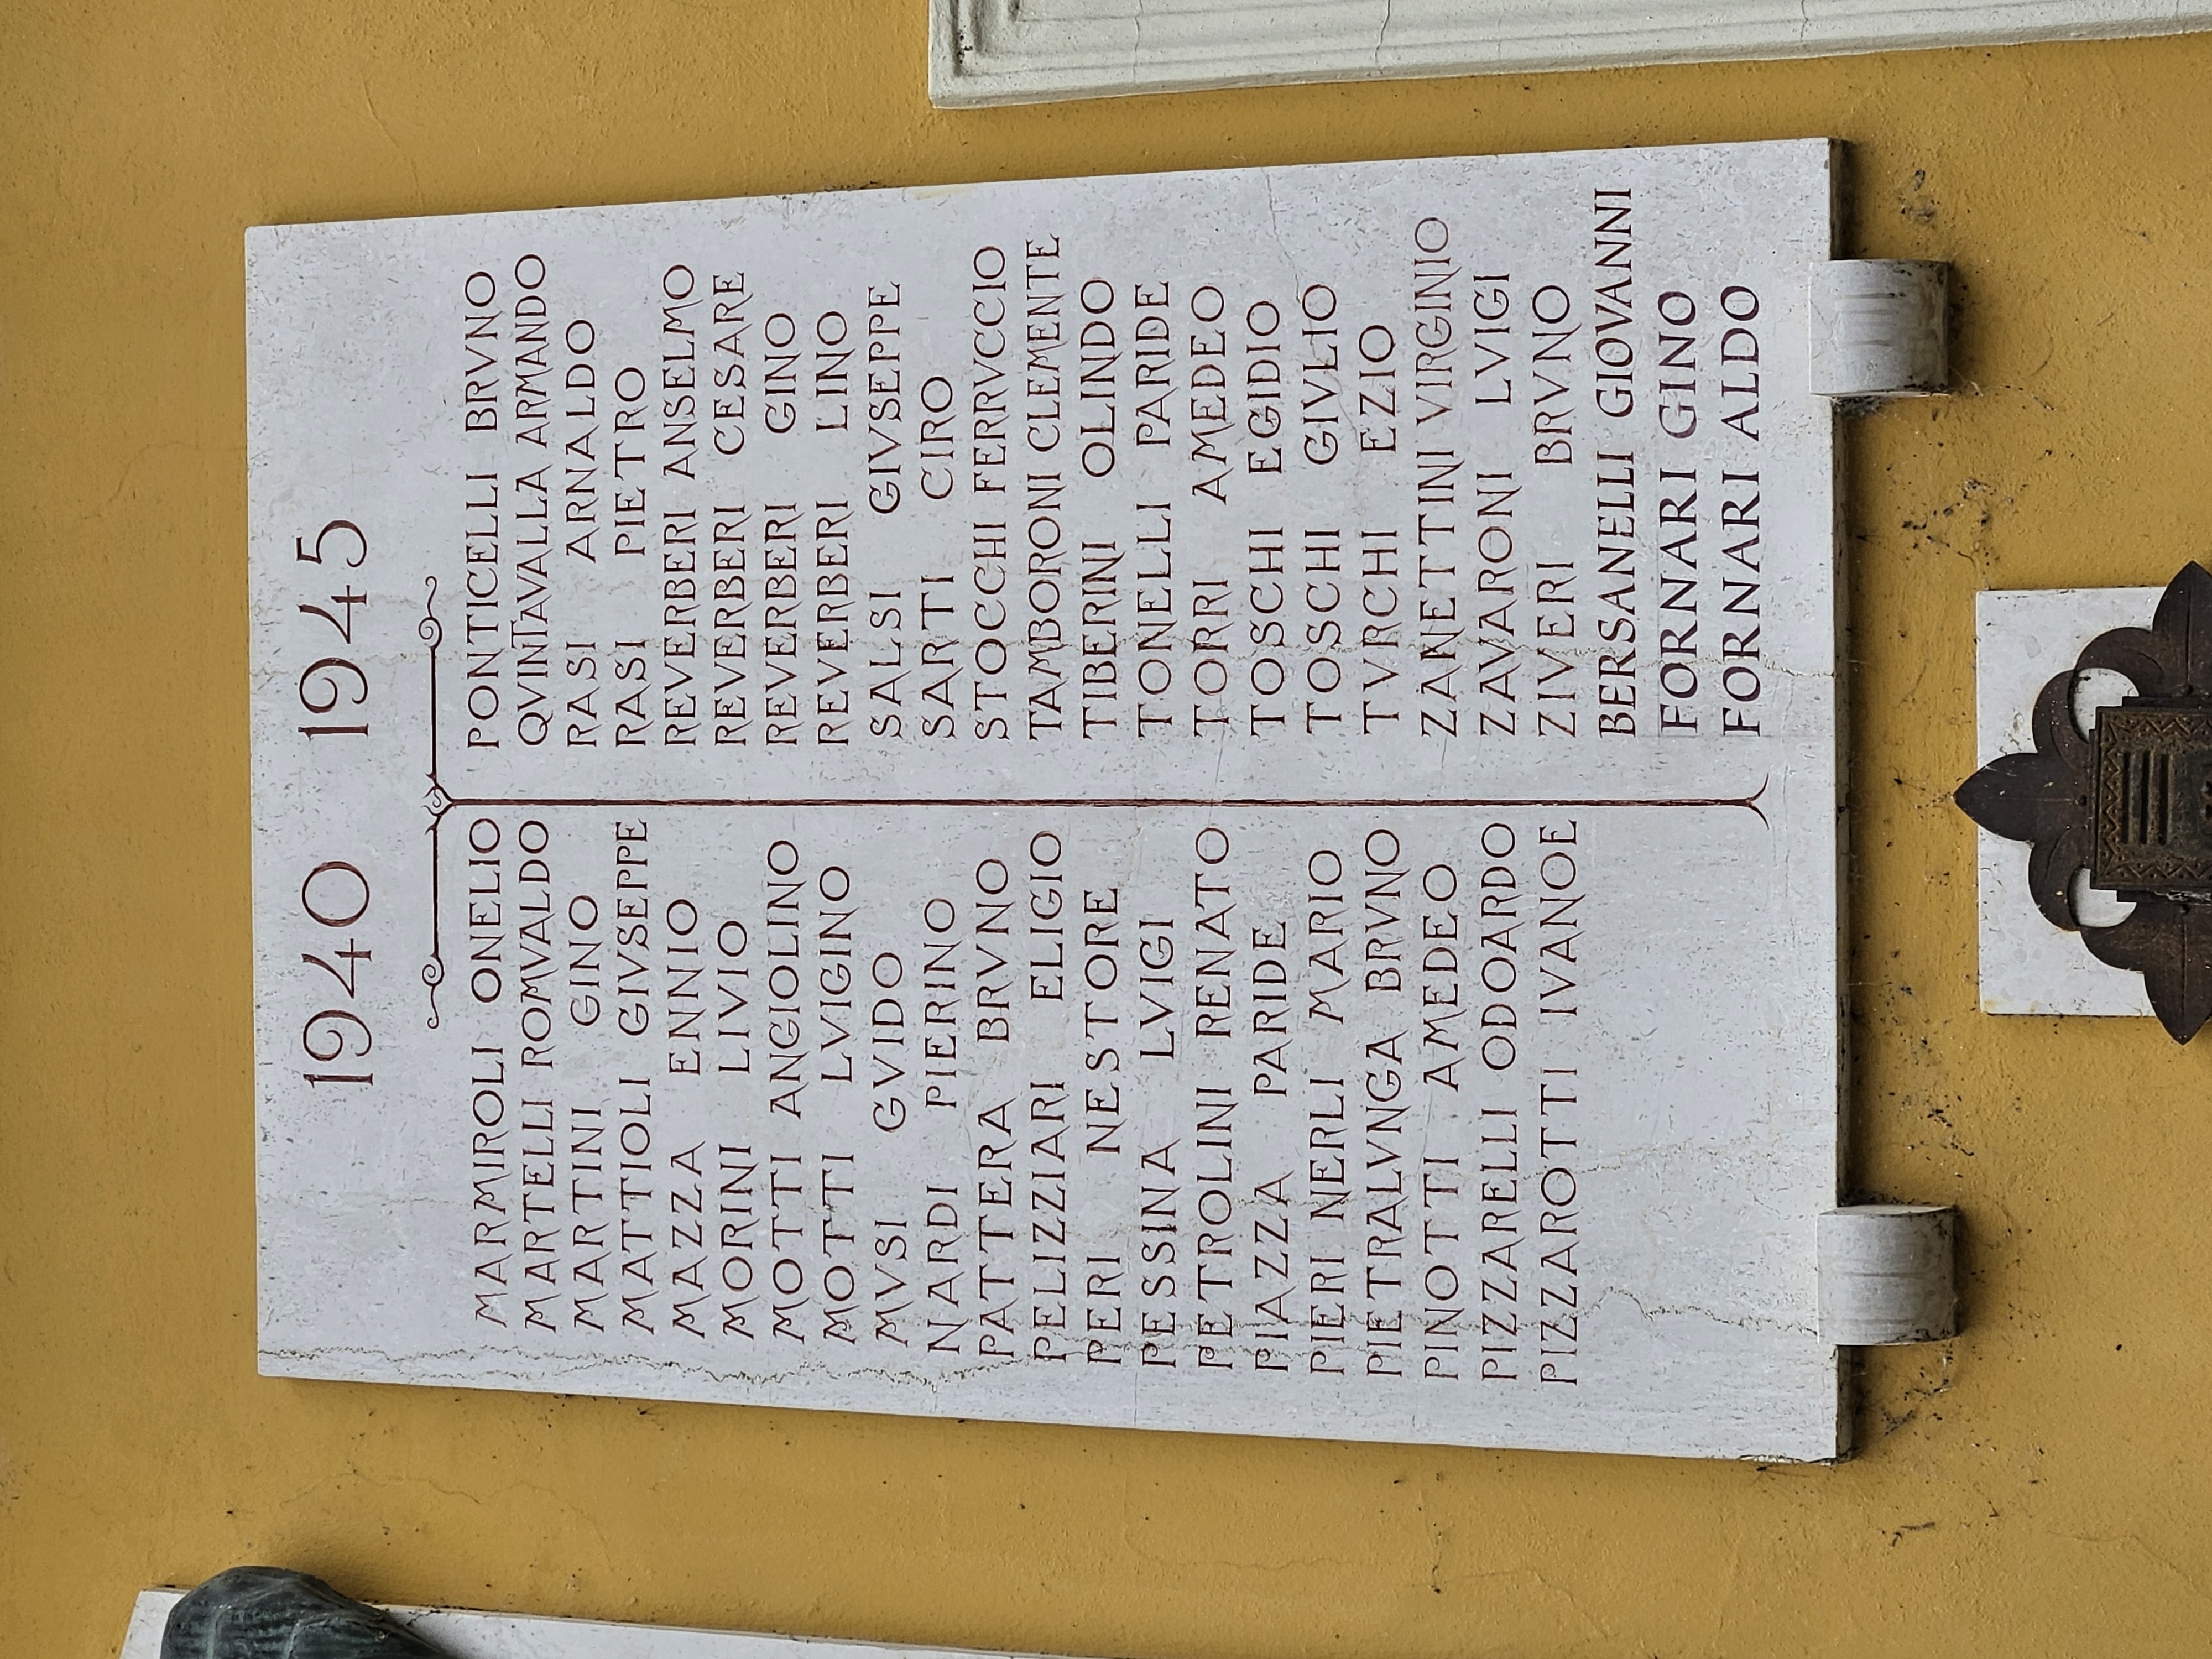 1940 1945
MARMIROLI ONELIO
MARTELLI ROMVALDO
MARTINI GINO
MATTIOLI GIVSEPPE
MAZZA ENNIO
MORINI LIVIO
MOTTI ANGIOLINO
MOTTI LVIGINO
MVSI GVIDO
NARDI PIERINO
PATTERA BRVNO
PELIZZIARI ELIGIO
PERI NESTORE
PESSINA LVIGI
PETROLINI RENATO
PIAZZA PARIDE
PIERI NERLI MARIO
PIETRALVNGA BRVNO
PINOTTI AMEDEO
PIZZARELLI ODOARDO
PIZZAROTTI IVANOE
PONTICELLI BRVNO
QVINTAVALLA ARMANDO
RASI ARNALDO
RASI PIETRO
REVERBERI ANSELMO
REVERBERI CESARE
REVERBERI GINO
REVERBERI LINO
SALSI GIVSEPPE
SARTI CIRO
STOCCHI FERRVCCIO
TAMBORONI CLEMENTE
TIBERINI OLINDO
TONELLI PARIDE
TORRI AMEDEO
TOSCHI EGIDIO
TOSCHI GIVLIO
TVRCHI EZIO
ZANETTINI VIRGINIO
ZAVARONI LVIGI
ZIVERI BRVNO
BERSANELLI GIOVANNI
FORNARI GINO
FORNARI ALDO